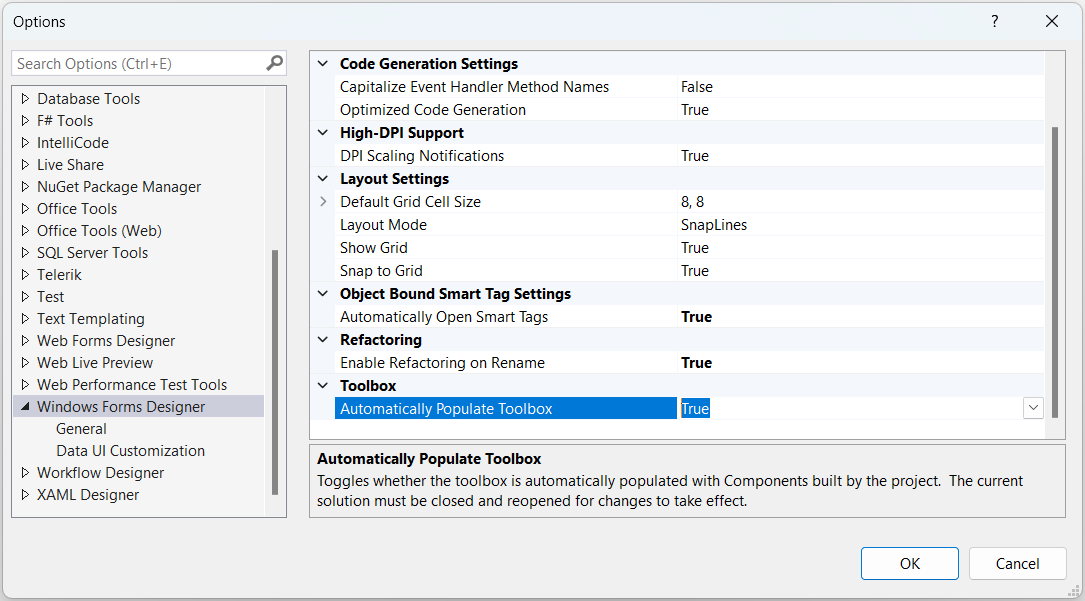 Options
?
Search Options (Ctrl+E)
Database Tools
F# Tools
IntelliCode
Live Share
NuGet Package Manager
Office Tools
Office Tools (Web)
SQL Server Tools
Telerik
Test
Text Templating
Web Forms Designer
Web Live Preview
Web Performance Test Tools
Windows Forms Designer
General
Data UI Customization
Workflow Designer
XAML Designer
Code Generation Settings
Capitalize Event Handler Method Names False
Optimized Code Generation True
High-DPI Support
DPI Scaling Notifications True
Layout Settings
Default Grid Cell Size 8, 8
Layout Mode SnapLines
Show Grid True
Snap to Grid True
Object Bound Smart Tag Settings
Automatically Open Smart Tags True
Refactoring
Enable Refactoring on Rename True
Toolbox
Automatically Populate Toolbox True
Automatically Populate Toolbox
Toggles whether the toolbox is automatically populated with Components built by the project.  The current
solution must be closed and reopened for changes to take effect.
OK
Cancel